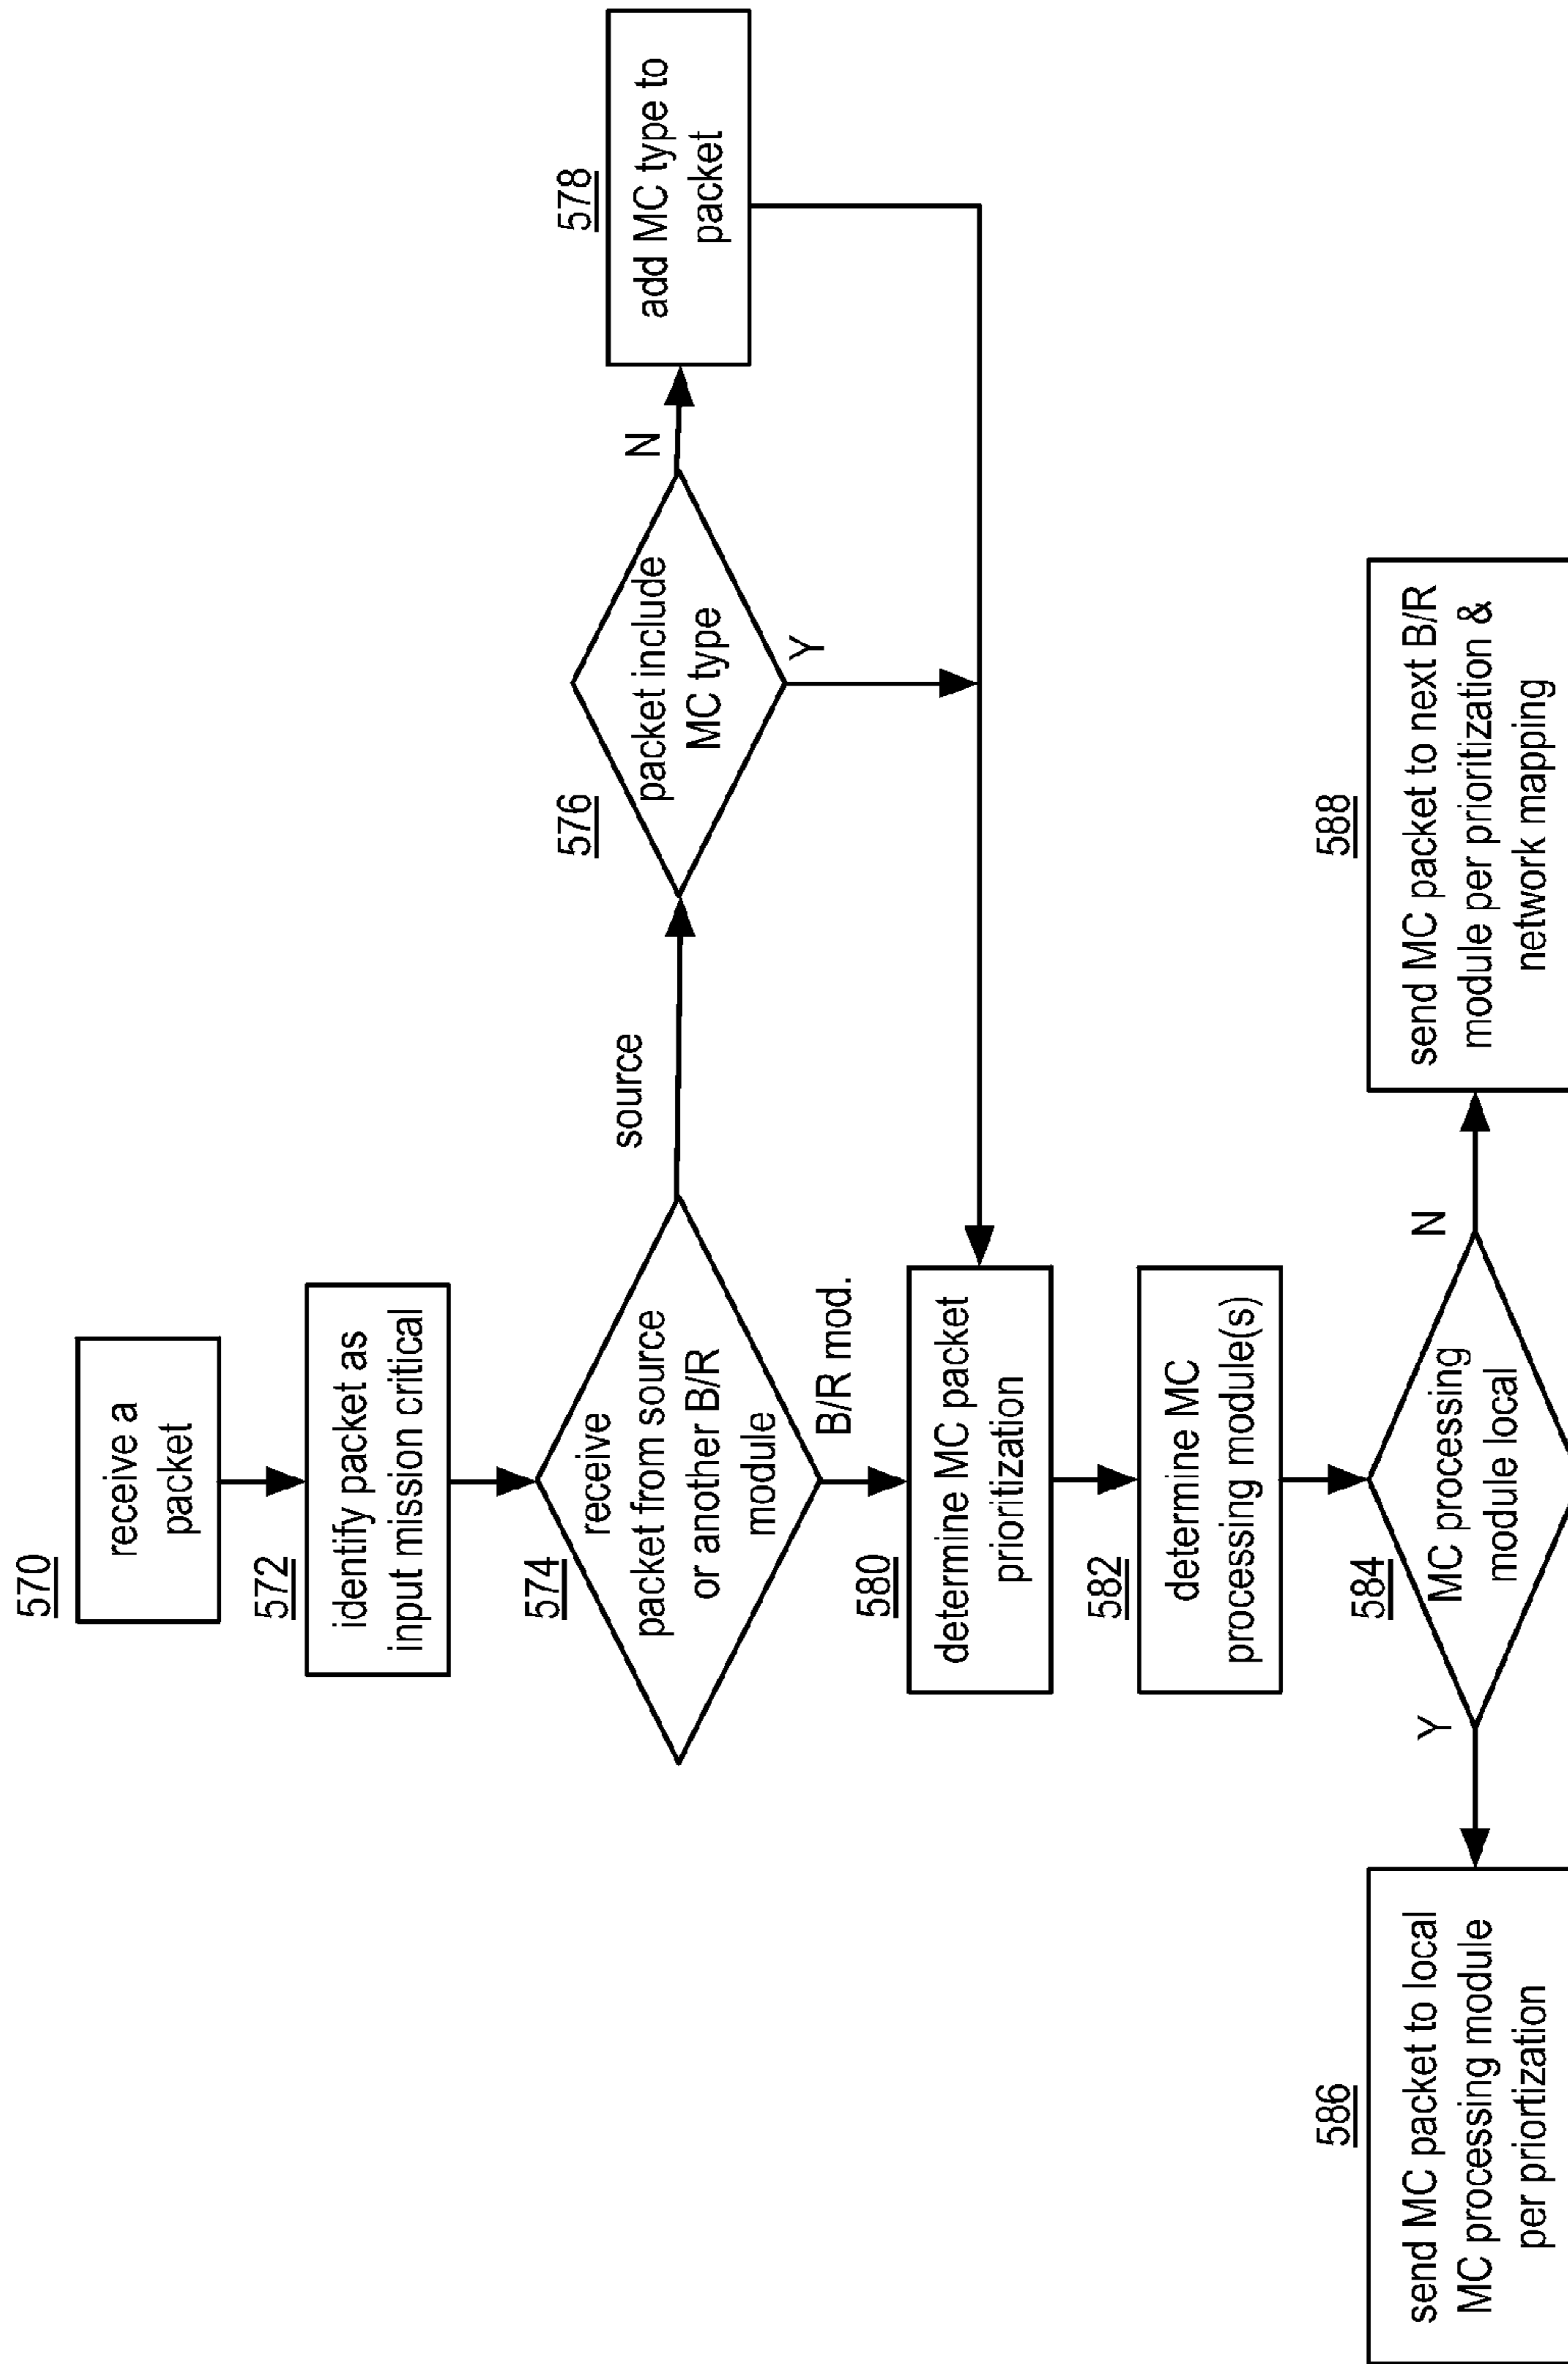 570
receive a
packet
572
identify packet as
input mission critical
574
receive
packet from source
or another B/R
module
source
B/R mod.
576
packet include
MC type
N
Y
578
add MC type to
packet
580
determine MC packet
prioritization
582
determine MC
processing module(s)
584
MC processing
module local
Y
N
586
send MC packet to local
MC processing module
per priortization
588
send MC packet to next B/R
module per prioritization &
network mapping